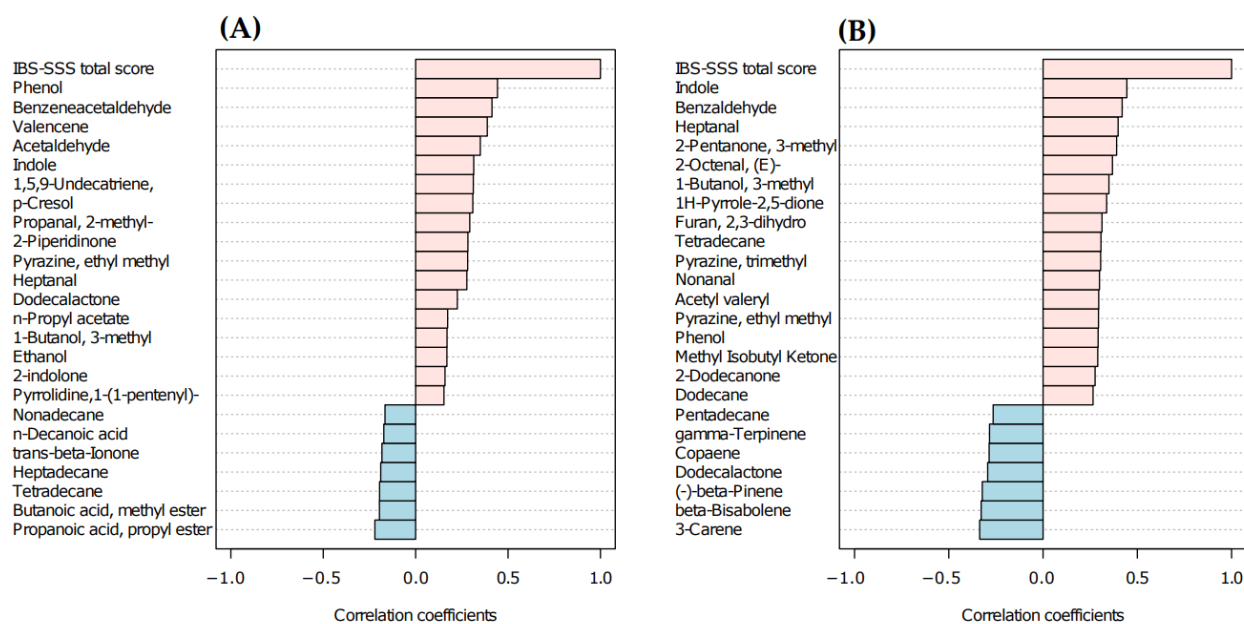 (A)
IBS-SSS total score
Phenol
Benzeneacetaldehyde
Valencene
Acetaldehyde
Indole
1,5,9-Undecatriene,
p-Cresol
Propanal, 2-methyl-
2-Piperidinone
Pyrazine, ethyl methyl
Heptanal
Dodecalactone
n-Propyl acetate
1-Butanol, 3-methyl
Ethanol
2-indolone
Pyrrolidine,1-(1-pentenyl)-
Nonadecane
n-Decanoic acid
trans-beta-Ionone
Heptadecane
Tetradecane
Butanoic acid, methyl ester
Propanoic acid, propyl ester
−1.0 −0.5 0.0 0.5 1.0
Correlation coefficients
(B)
IBS-SSS total score
Indole
Benzaldehyde
Heptanal
2-Pentanone, 3-methyl
2-Octenal, (E)-
1-Butanol, 3-methyl
1H-Pyrrole-2,5-dione
Furan, 2,3-dihydro
Tetradecane
Pyrazine, trimethyl
Nonanal
Acetyl valeryl
Pyrazine, ethyl methyl
Phenol
Methyl Isobutyl Ketone
2-Dodecanone
Dodecane
Pentadecane
gamma-Terpinene
Copaene
Dodecalactone
(-)-beta-Pinene
beta-Bisabolene
3-Carene
−1.0 −0.5 0.0 0.5 1.0
Correlation coefficients